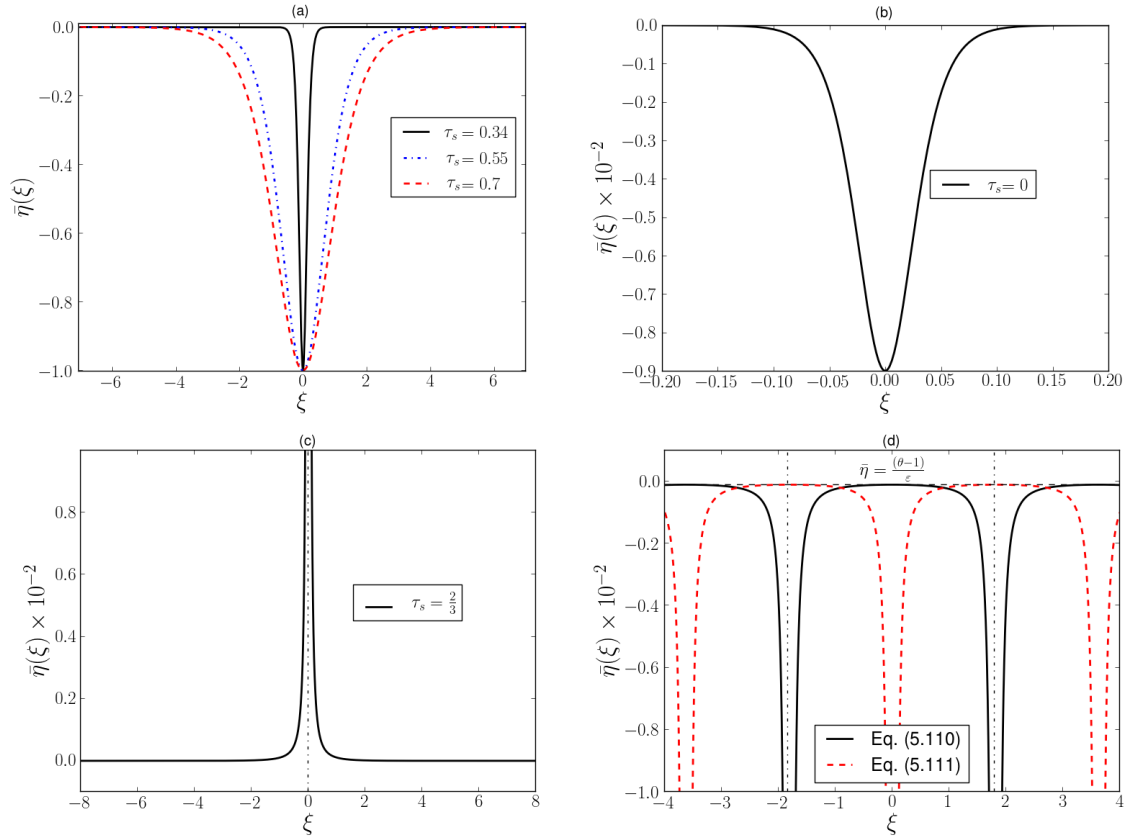 (a)
0.0
−0.2
−0.4
−0.6
−0.8
−1.0
−6 −4 −2 0 2 4 6
ξ
η̄(ξ)
τ_s = 0.34
τ_s = 0.55
τ_s = 0.7
(b)
0.0
−0.1
−0.2
−0.3
−0.4
−0.5
−0.6
−0.7
−0.8
−0.9
−0.20 −0.15 −0.10 −0.05 0.00 0.05 0.10 0.15 0.20
ξ
η̄(ξ) × 10^{−2}
τ_s = 0
(c)
0.8
0.6
0.4
0.2
0.0
−8 −6 −4 −2 0 2 4 6 8
ξ
η̄(ξ) × 10^{−2}
τ_s = 2/3
(d)
η̄ = (θ−1)/ε
0.0
−0.2
−0.4
−0.6
−0.8
−1.0
−4 −3 −2 −1 0 1 2 3 4
ξ
η̄(ξ) × 10^{−2}
Eq. (5.110)
Eq. (5.111)